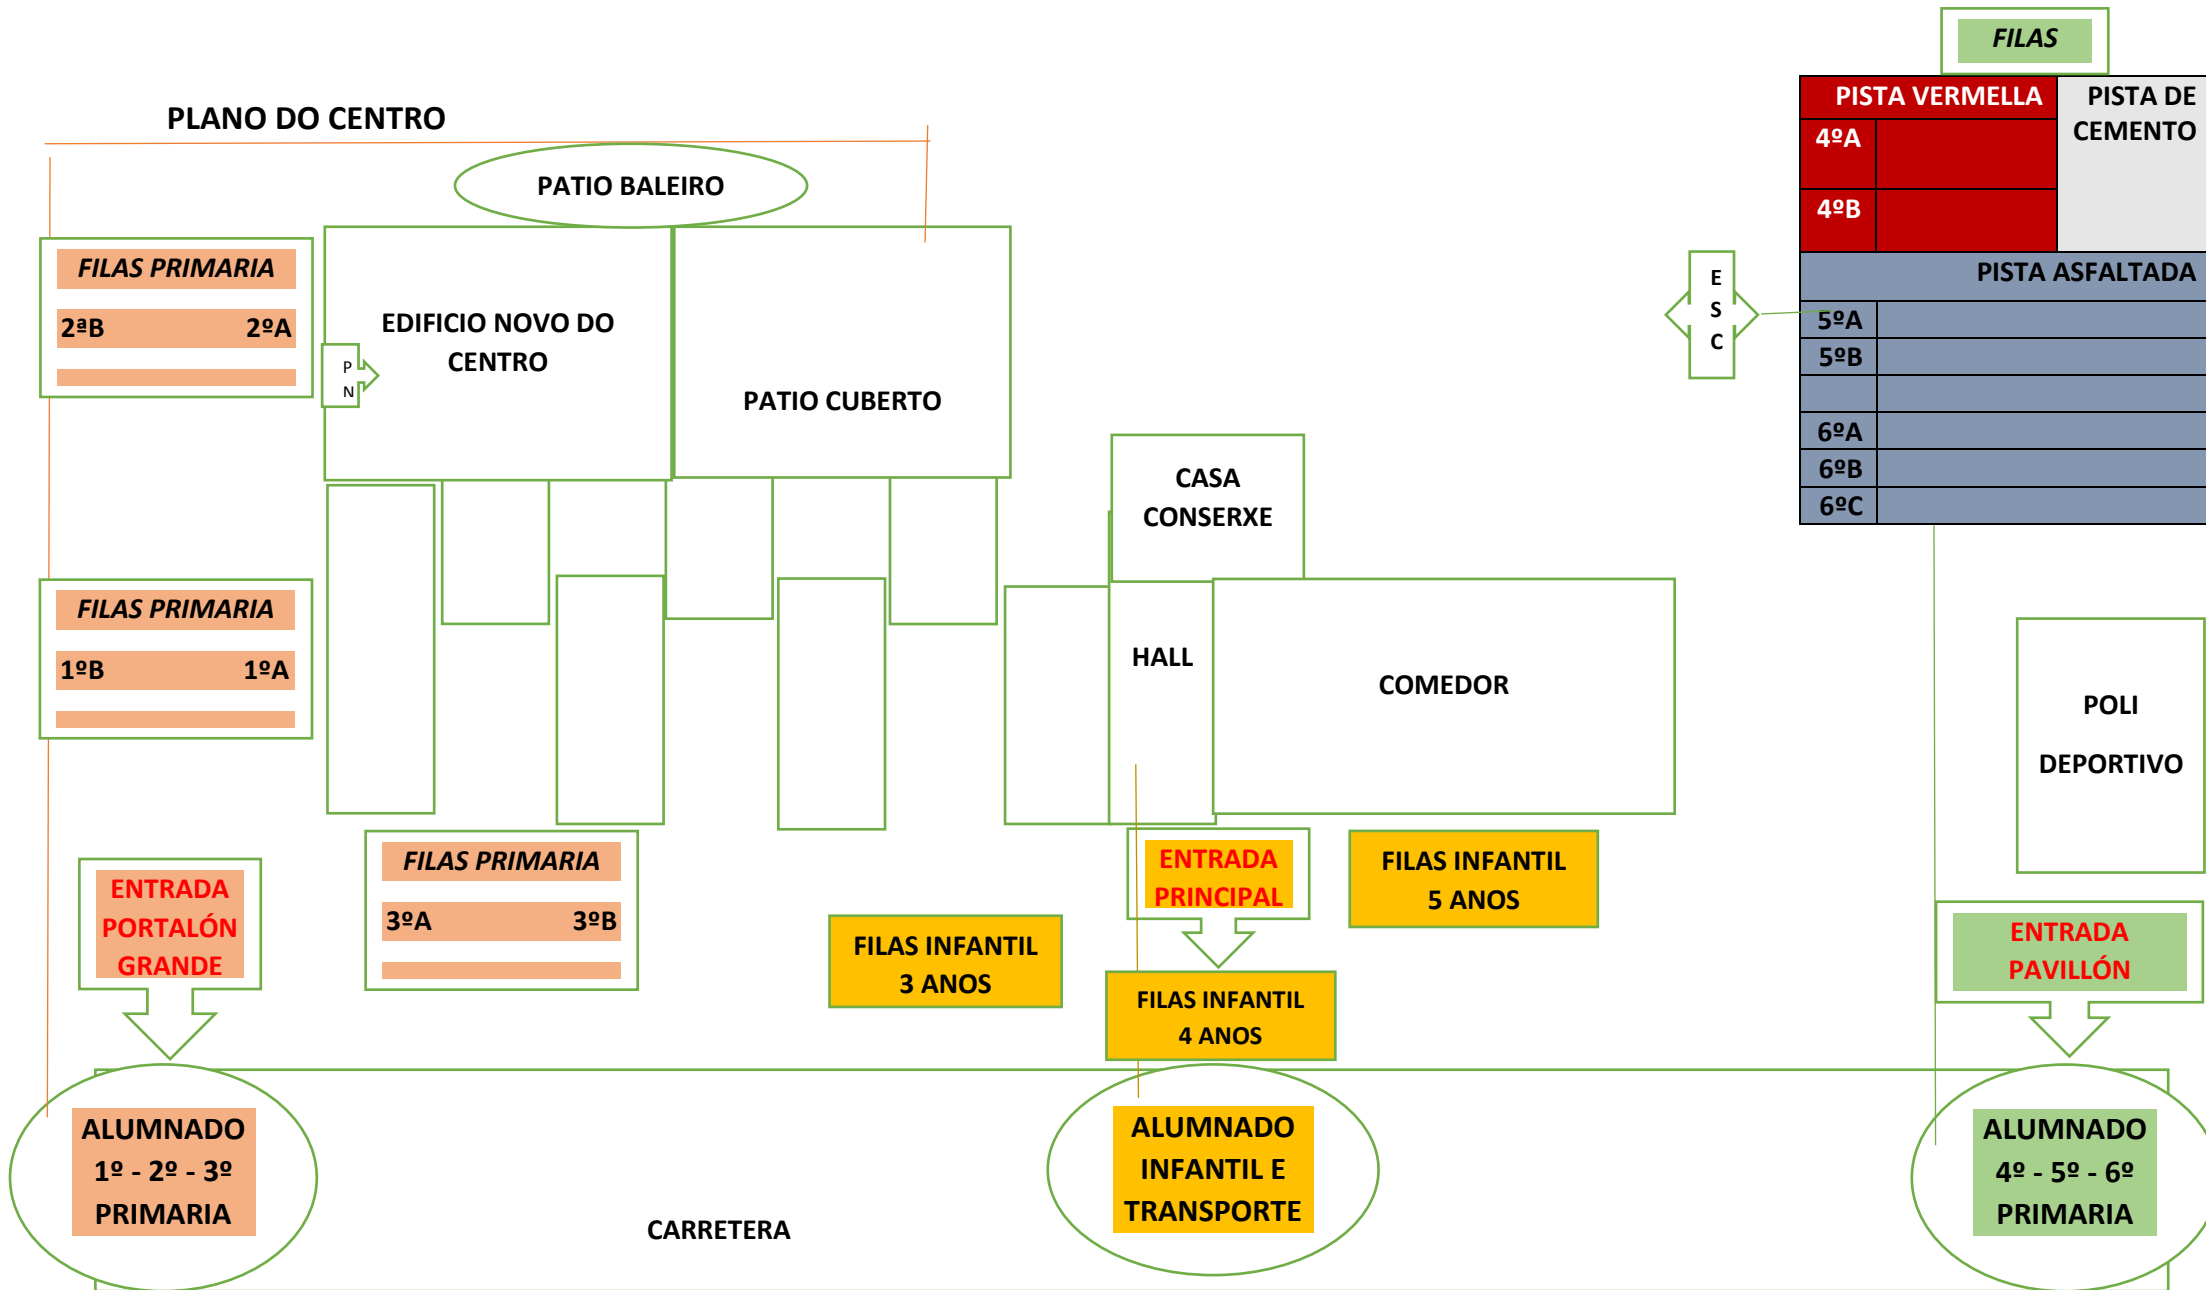 FILAS
PISTA VERMELLA
PISTA DE
CEMENTO
4ºA
4ºB
PISTA ASFALTADA
5ºA
5ºB
6ºA
6ºB
6ºC
PLANO DO CENTRO
PATIO BALEIRO
FILAS PRIMARIA
2ªB 2ºA
P
N
EDIFICIO NOVO DO
CENTRO
PATIO CUBERTO
E
S
C
CASA
CONSERXE
FILAS PRIMARIA
1ºB 1ºA
HALL
COMEDOR
POLI
DEPORTIVO
ENTRADA
PORTALÓN
GRANDE
FILAS PRIMARIA
3ºA 3ºB
FILAS INFANTIL
3 ANOS
ENTRADA
PRINCIPAL
FILAS INFANTIL
5 ANOS
FILAS INFANTIL
4 ANOS
ENTRADA
PAVILLÓN
ALUMNADO
1º - 2º - 3º
PRIMARIA
CARRETERA
ALUMNADO
INFANTIL E
TRANSPORTE
ALUMNADO
4º - 5º - 6º
PRIMARIA